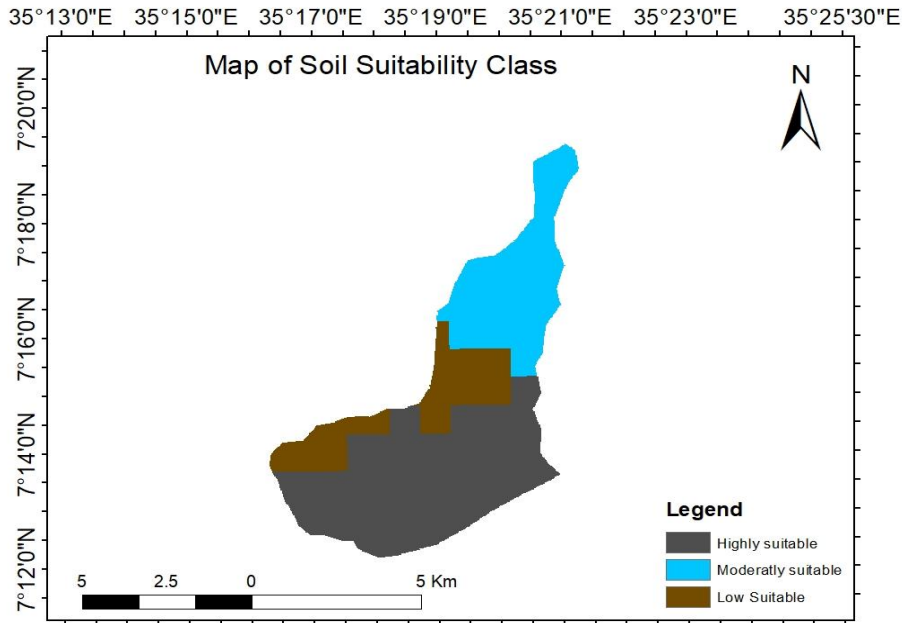 35°13'0"E 35°15'0"E 35°17'0"E 35°19'0"E 35°21'0"E 35°23'0"E 35°25'30"E
Map of Soil Suitability Class
N
7°20'0"N
7°18'0"N
7°16'0"N
7°14'0"N
7°12'0"N
Legend
Highly suitable
Moderatly suitable
Low Suitable
5 2.5 0 5 Km